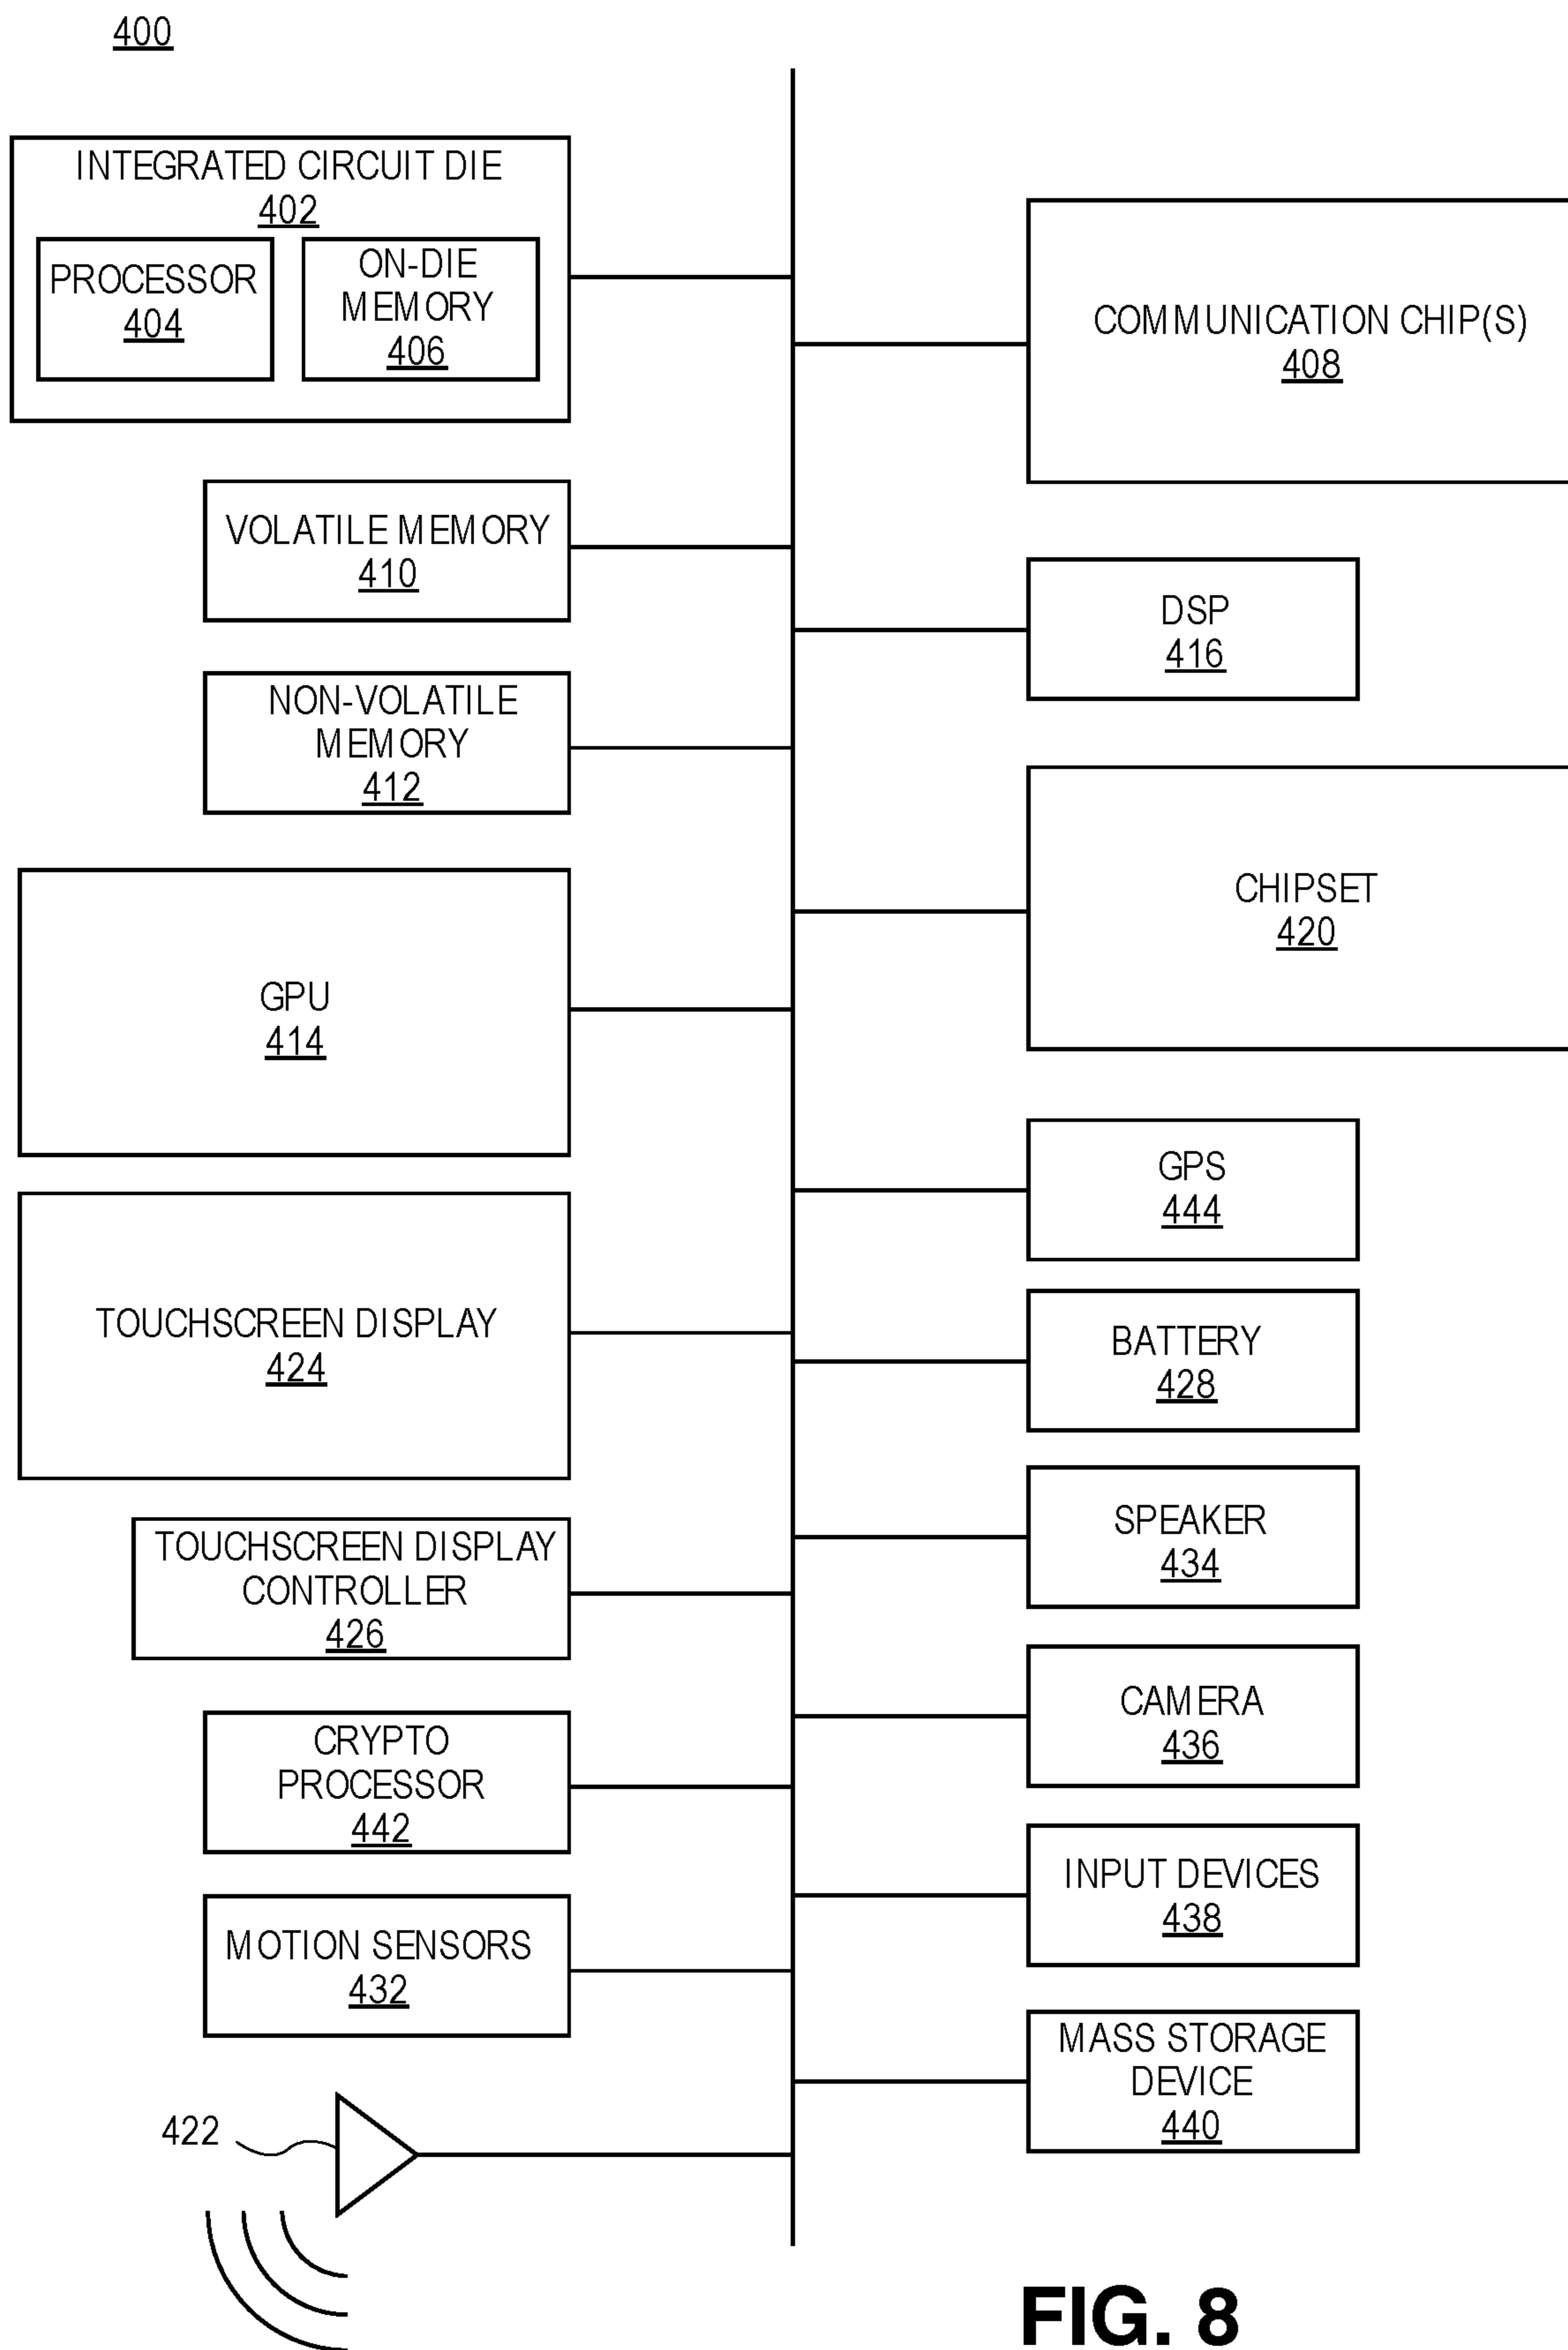 400
INTEGRATED CIRCUIT DIE
402
PROCESSOR
404
ON-DIE
MEMORY
406
VOLATILE MEMORY
410
NON-VOLATILE
MEMORY
412
GPU
414
TOUCHSCREEN DISPLAY
424
TOUCHSCREEN DISPLAY
CONTROLLER
426
CRYPTO
PROCESSOR
442
MOTION SENSORS
432
422
COMMUNICATION CHIP(S)
408
DSP
416
CHIPSET
420
GPS
444
BATTERY
428
SPEAKER
434
CAMERA
436
INPUT DEVICES
438
MASS STORAGE
DEVICE
440
FIG. 8